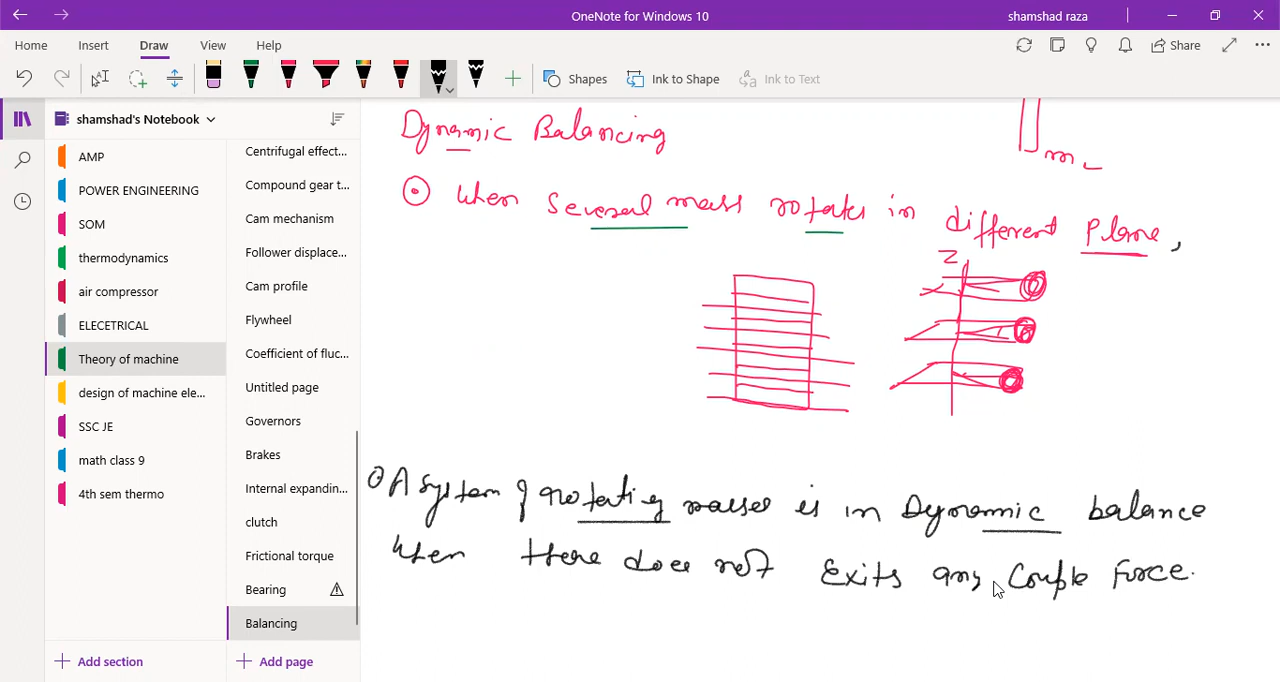 OneNote for Windows 10
shamshad raza
Home
Insert
Draw
View
Help
Share
Shapes
Ink to Shape
Ink to Text
shamshad's Notebook
AMP
POWER ENGINEERING
SOM
thermodynamics
air compressor
ELECETRICAL
Theory of machine
design of machine ele...
SSC JE
math class 9
4th sem thermo
Add section
Centrifugal effect...
Compound gear t...
Cam mechanism
Follower displace...
Cam profile
Flywheel
Coefficient of fluc...
Untitled page
Governors
Brakes
Internal expandin...
clutch
Frictional torque
Bearing
Balancing
Add page
Dynamic Balancing
m
when several mass rotates in different plane,
A system of rotating masses is in Dynamic balance
when there does not Exits any Couple Force.